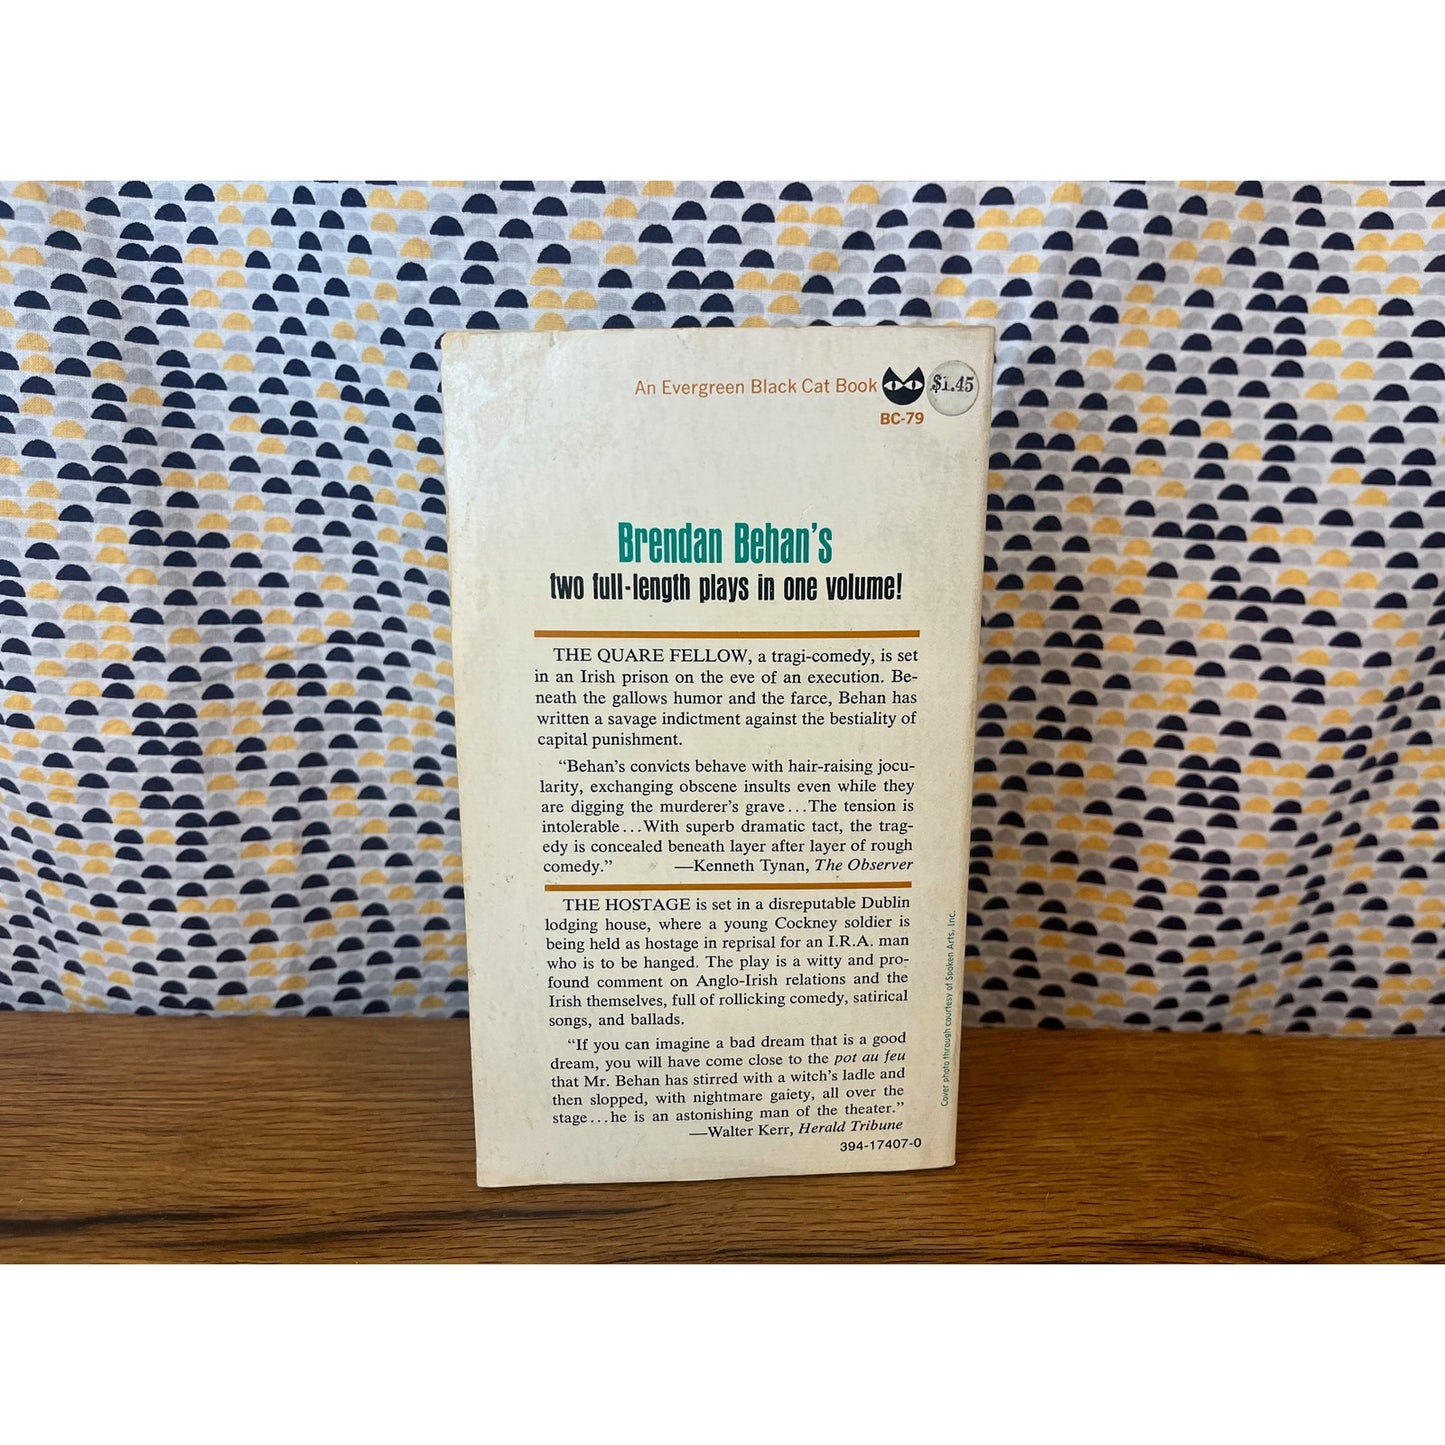 An Evergreen Black Cat Book
$1.45
BC-79
Brendan Behan's
two full-length plays in one volume!
THE QUARE FELLOW, a tragi-comedy, is set
in an Irish prison on the eve of an execution. Be-
neath the gallows humor and the farce, Behan has
written a savage indictment against the bestiality of
capital punishment.
“Behan's convicts behave with hair-raising jocu-
larity, exchanging obscene insults even while they
are digging the murderer's grave...The tension is
intolerable...With superb dramatic tact, the trag-
edy is concealed beneath layer after layer of rough
comedy.” —Kenneth Tynan, The Observer
THE HOSTAGE is set in a disreputable Dublin
lodging house, where a young Cockney soldier is
being held as hostage in reprisal for an I.R.A. man
who is to be hanged. The play is a witty and pro-
found comment on Anglo-Irish relations and the
Irish themselves, full of rollicking comedy, satirical
songs, and ballads.
“If you can imagine a bad dream that is a good
dream, you will have come close to the pot au feu
that Mr. Behan has stirred with a witch's ladle and
then slopped, with nightmare gaiety, all over the
stage...he is an astonishing man of the theater.”
—Walter Kerr, Herald Tribune
394-17407-0
Cover photo through courtesy of Spoken Arts, Inc.